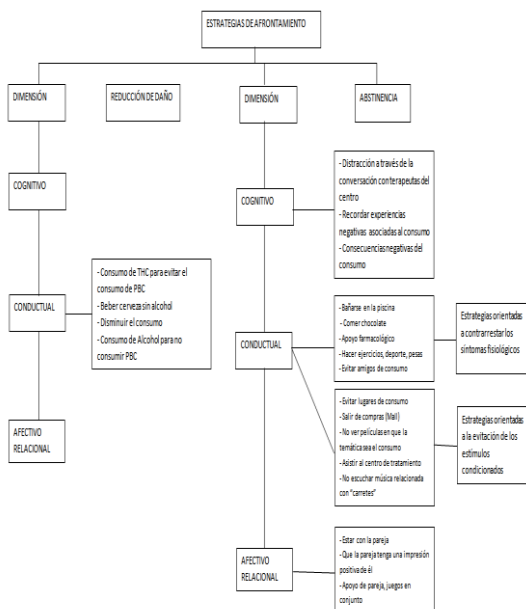 ESTRATEGIAS DE AFRONTAMIENTO
DIMENSIÓN
REDUCCIÓN DE DAÑO
DIMENSIÓN
ABSTINENCIA
COGNITIVO
COGNITIVO
- Distracción a través de la
conversación con terapeutas del
centro
- Recordar experiencias
negativas asociadas al consumo
- Consecuencias negativas del
consumo
CONDUCTUAL
- Consumo de THC para evitar el
consumo de PBC
- Beber cerveza sin alcohol
- Disminuir el consumo
- Consumo de Alcohol para no
consumir PBC
CONDUCTUAL
- Bañarse en la piscina
- Comer chocolate
- Apoyo farmacológico
- Hacer ejercicios, deporte, pesas
- Evitar amigos de consumo
Estrategias orientadas
a contrarrestar los
síntomas fisiológicos
- Evitar lugares de consumo
- Salir de compras (Mall)
- No ver películas en que la
temática sea el consumo
- Asistir al centro de tratamiento
- No escuchar música relacionada
con "carretes"
Estrategias orientadas
a la evitación de los
estímulos
condicionados
AFECTIVO
RELACIONAL
AFECTIVO
RELACIONAL
- Estar con la pareja
- Que la pareja tenga una impresión
positiva de él
- Apoyo de pareja, juegos en
conjunto